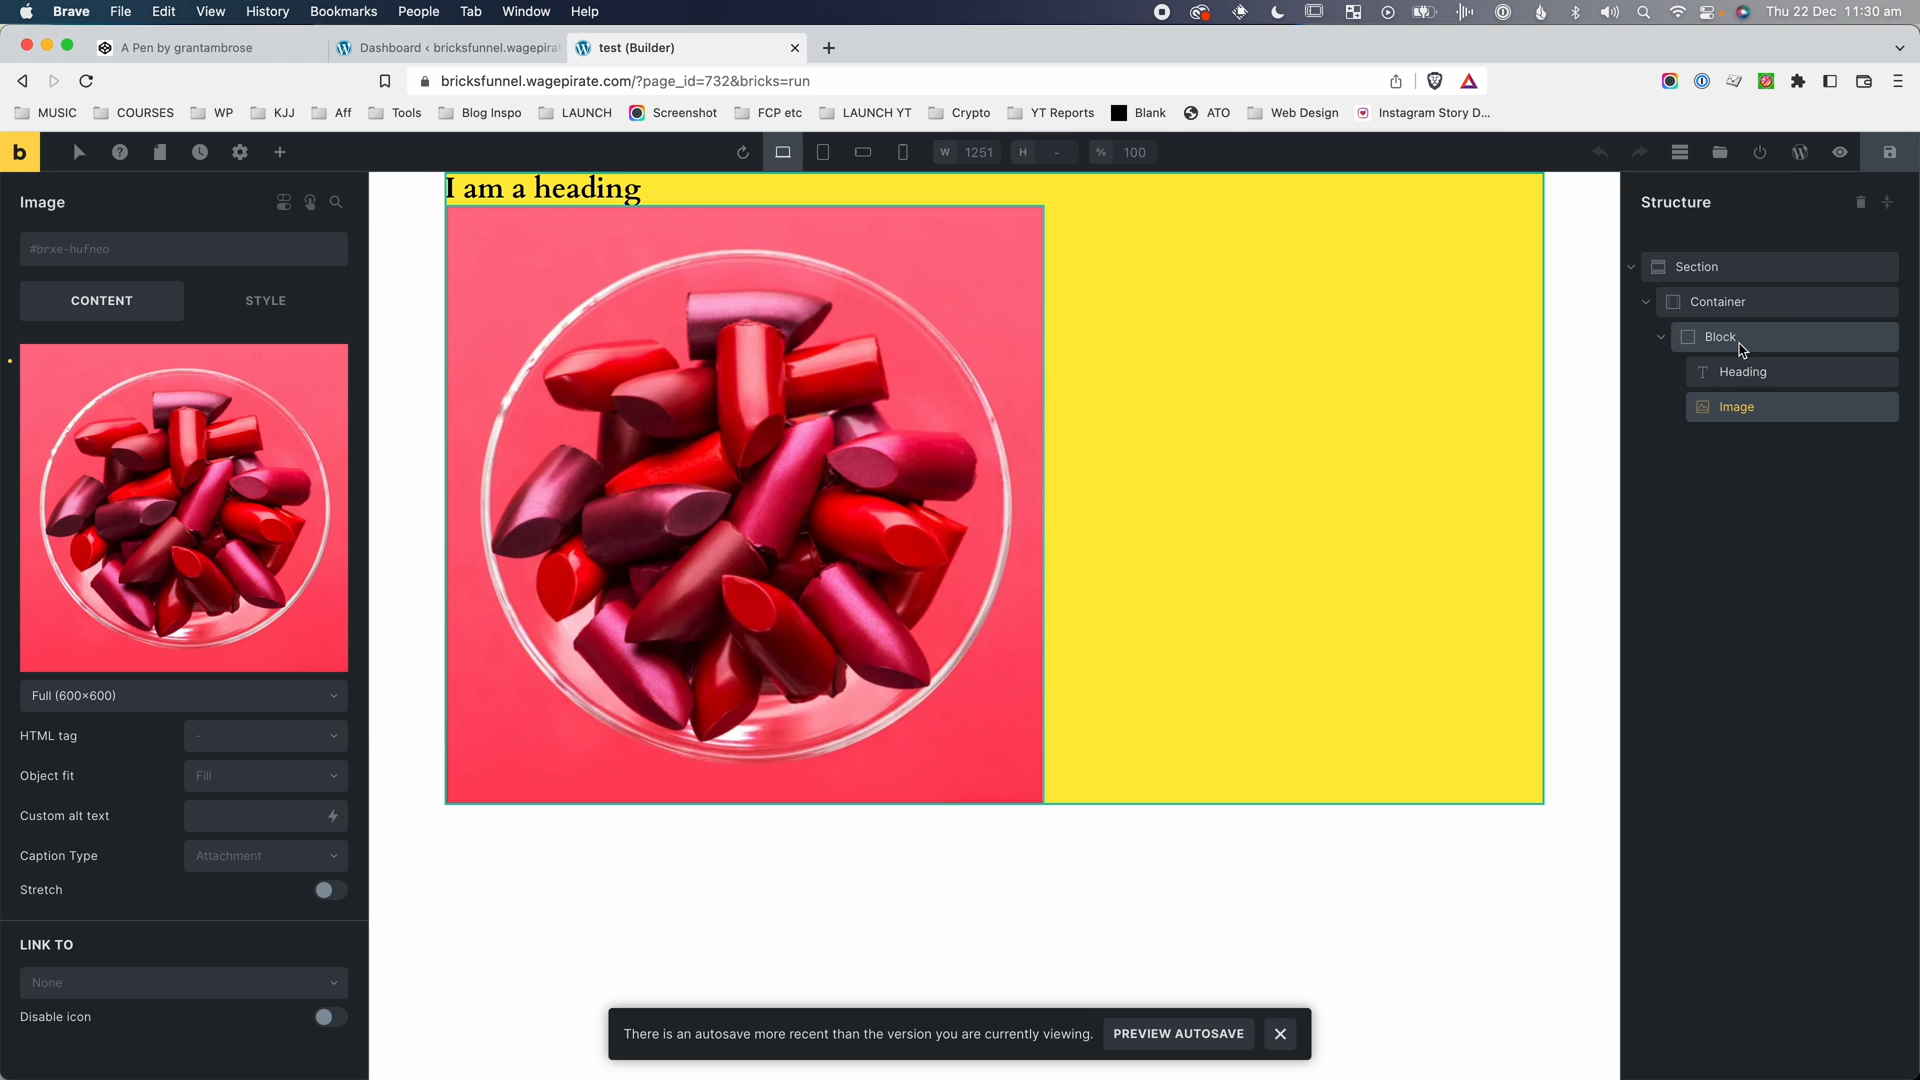 Brave File Edit View History Bookmarks People Tab Window Help Thu 22 Dec 11:30 am
A Pen by grantambrose Dashboard ‹ bricksfunnel.wagepirat test (Builder)
bricksfunnel.wagepirate.com/?page_id=732&bricks=run
MUSIC COURSES WP KJJ Aff Tools Blog Inspo LAUNCH Screenshot FCP etc LAUNCH YT Crypto YT Reports Blank ATO Web Design Instagram Story D...
b W 1251 H - % 100
Image
#brxe-hufneo
CONTENT STYLE
Full (600×600)
HTML tag -
Object fit Fill
Custom alt text
Caption Type Attachment
Stretch
LINK TO
None
Disable icon
I am a heading
There is an autosave more recent than the version you are currently viewing. PREVIEW AUTOSAVE
Structure
Section
Container
Block
Heading
Image